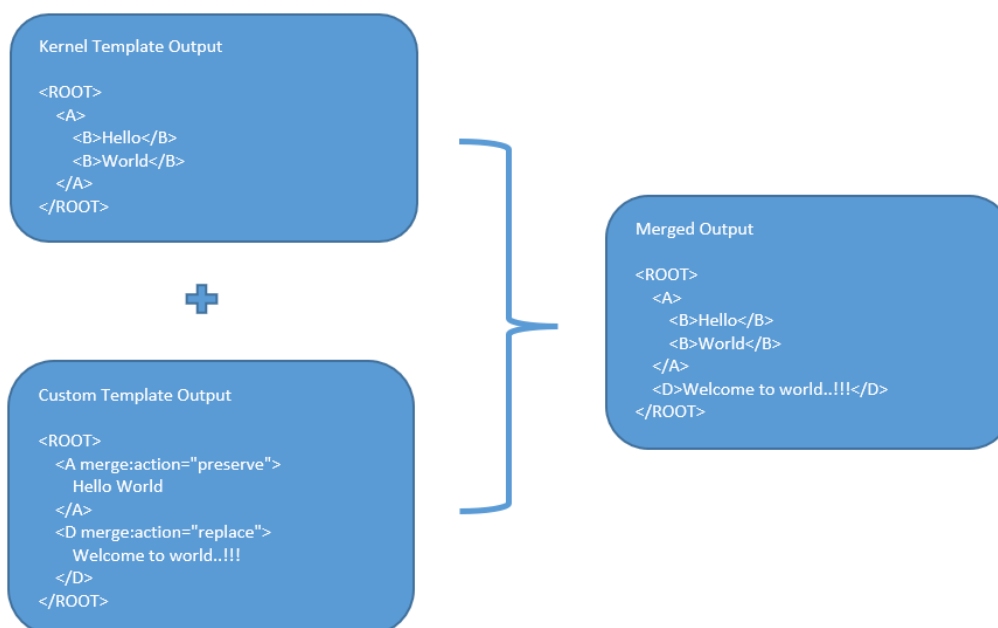 Kernel Template Output
<ROOT>
<A>
<B>Hello</B>
<B>World</B>
</A>
</ROOT>
Custom Template Output
<ROOT>
<A merge:action="preserve">
Hello World
</A>
<D merge:action="replace">
Welcome to world..!!!
</D>
</ROOT>
Merged Output
<ROOT>
<A>
<B>Hello</B>
<B>World</B>
</A>
<D>Welcome to world..!!!</D>
</ROOT>